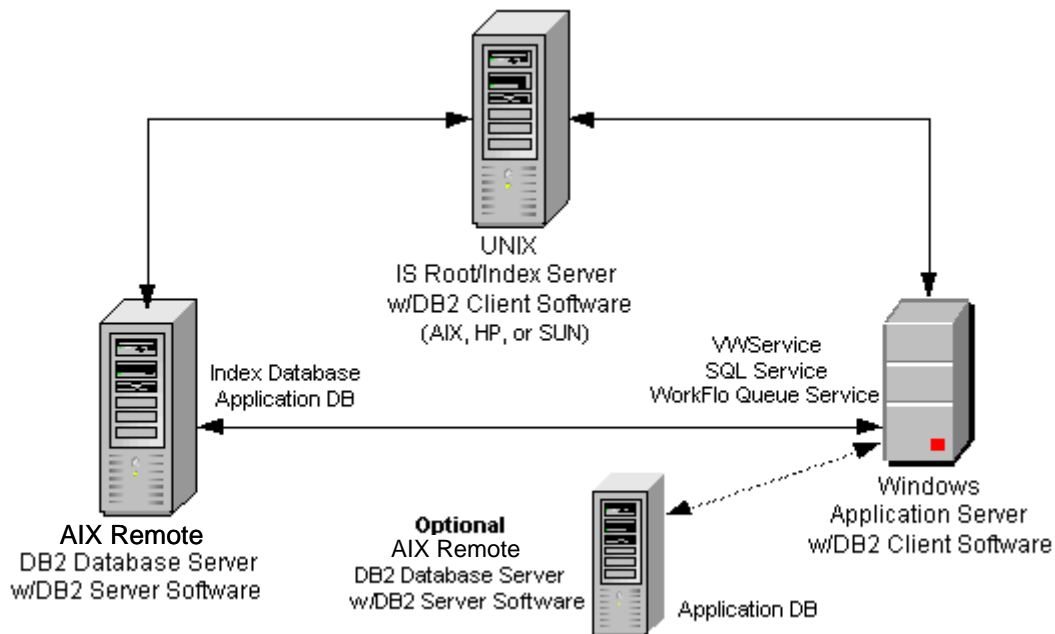 UNIX
IS Root/Index Server
w/DB2 Client Software
(AIX, HP, or SUN)
Index Database
Application DB
VWService
SQL Service
WorkFlo Queue Service
AIX Remote
DB2 Database Server
w/DB2 Server Software
Optional
AIX Remote
DB2 Database Server
w/DB2 Server Software
Application DB
Windows
Application Server
w/DB2 Client Software